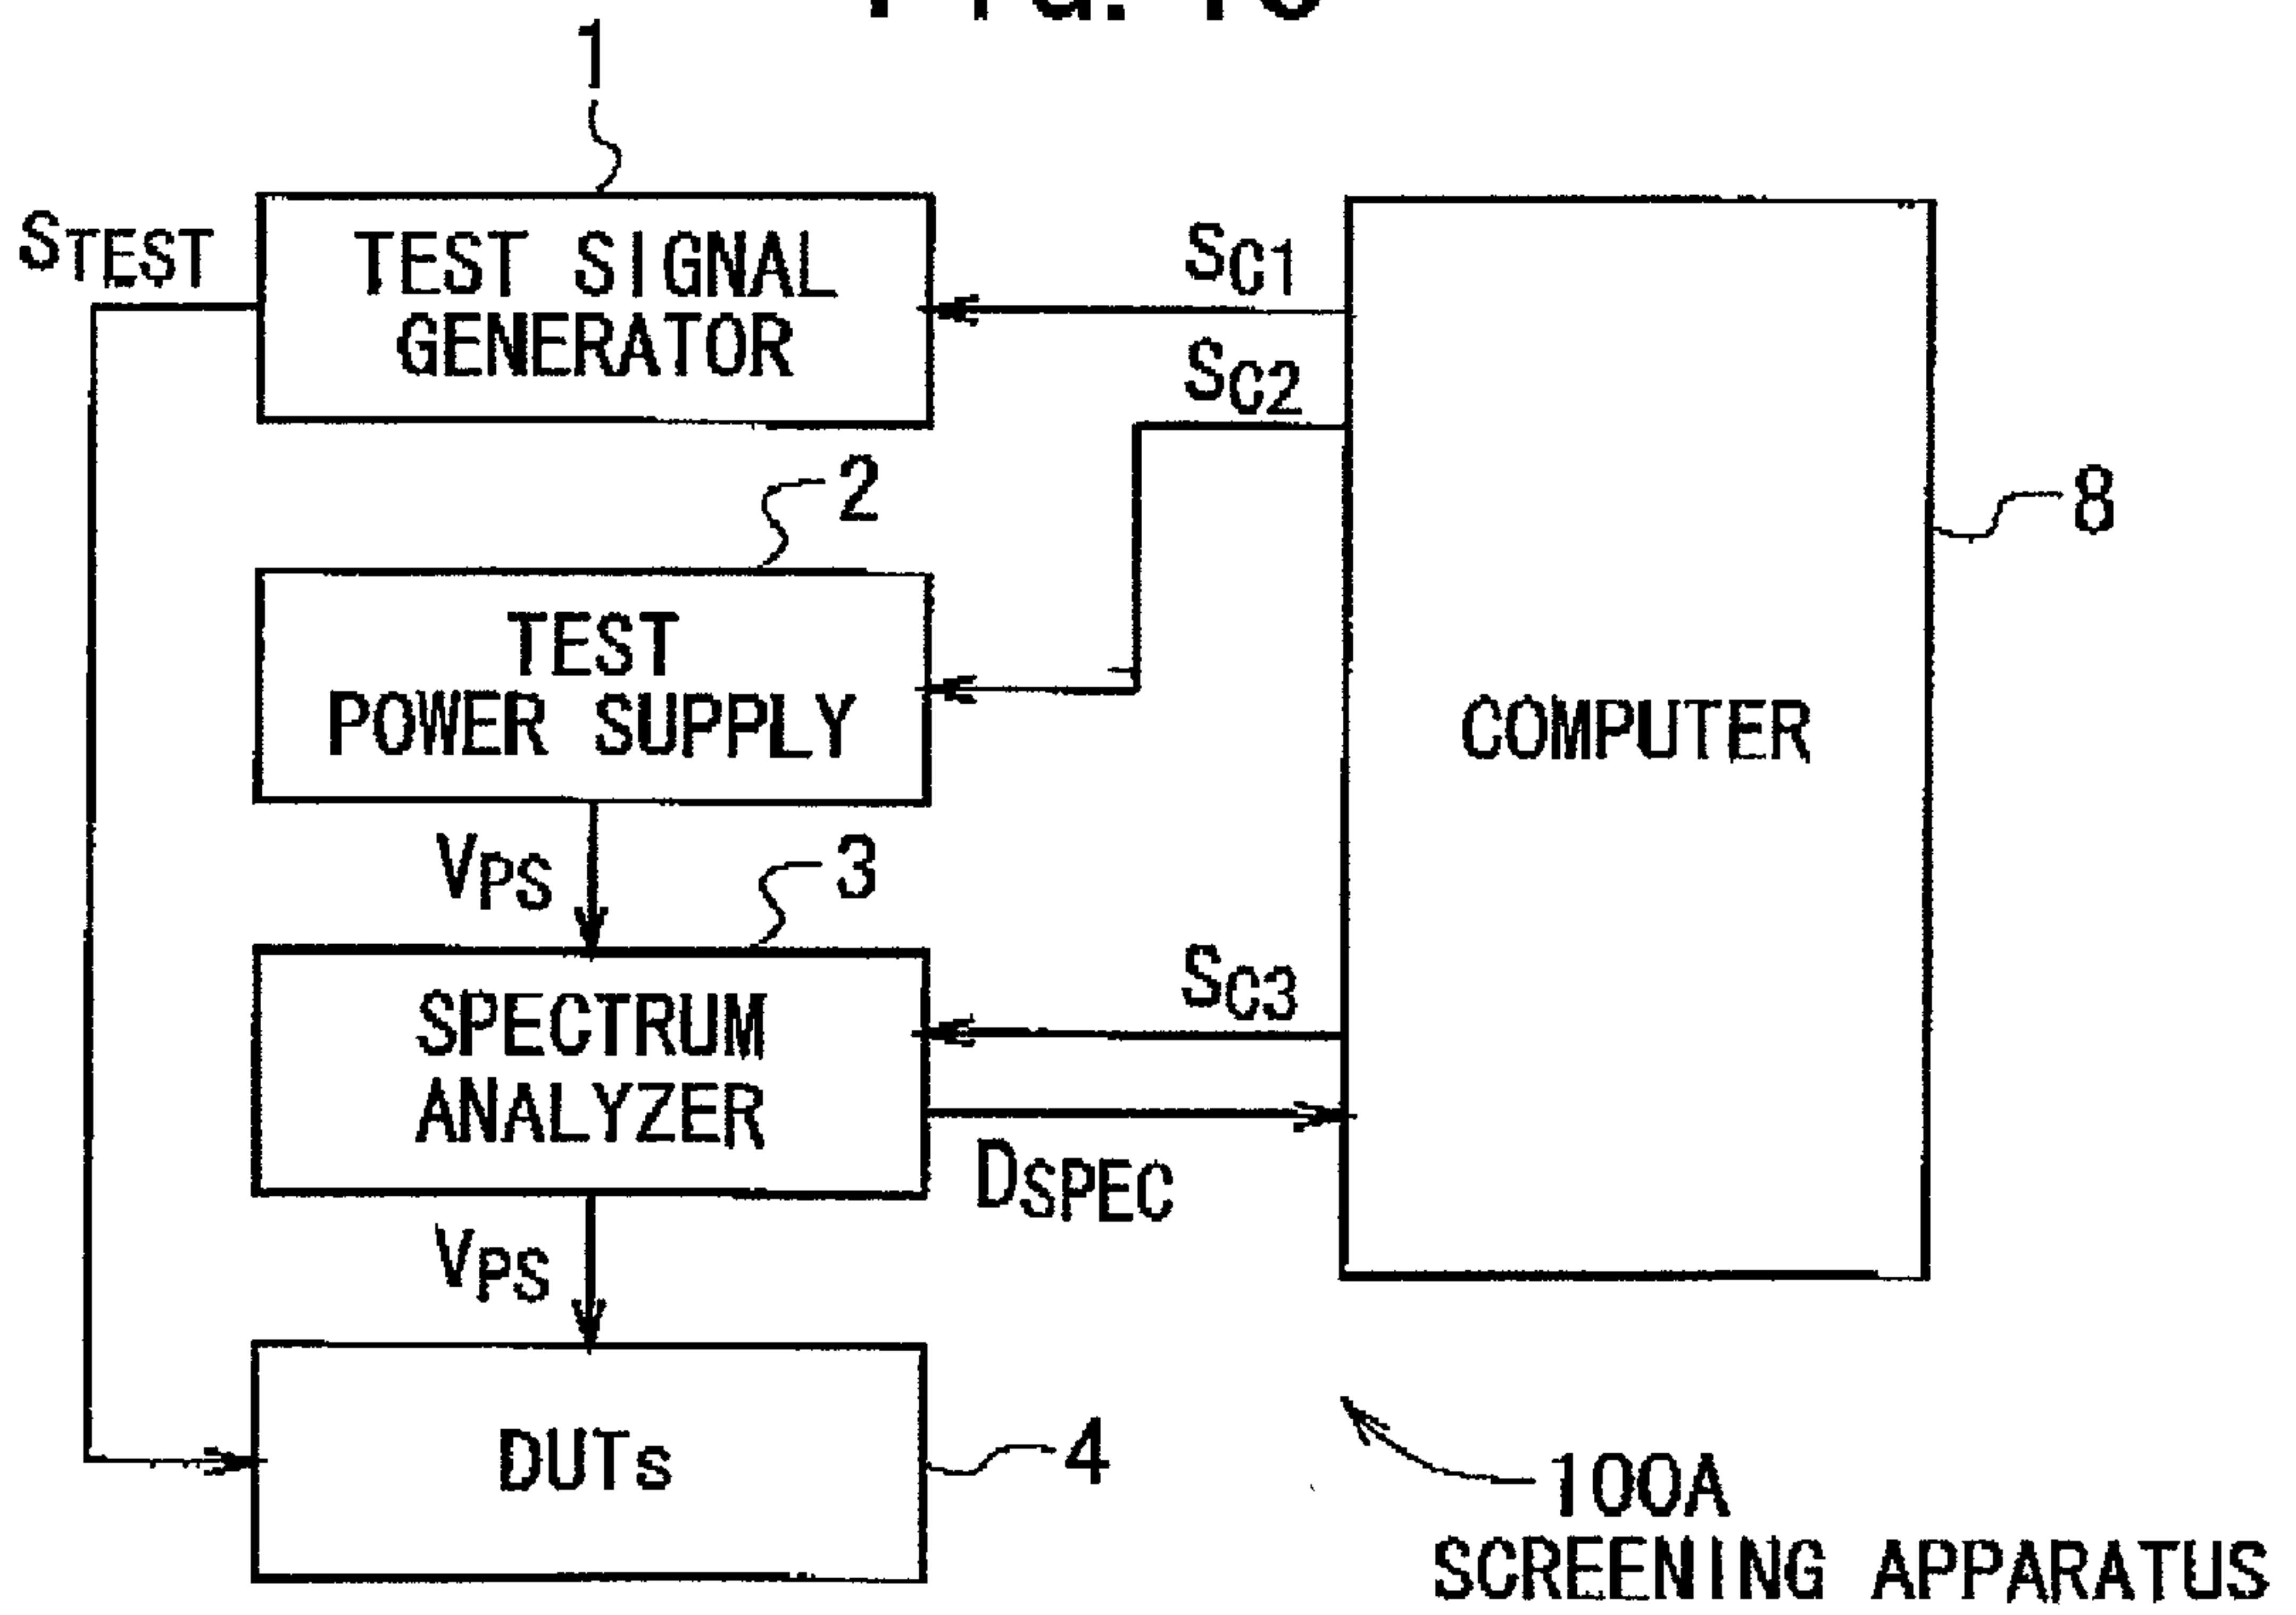 1
STEST
TEST SIGNAL
GENERATOR
SC1
SC2
2
8
TEST
POWER SUPPLY
COMPUTER
VPS
3
SPECTRUM
ANALYZER
SC3
DSPEC
VPS
DUTs
4
100A
SCREENING APPARATUS